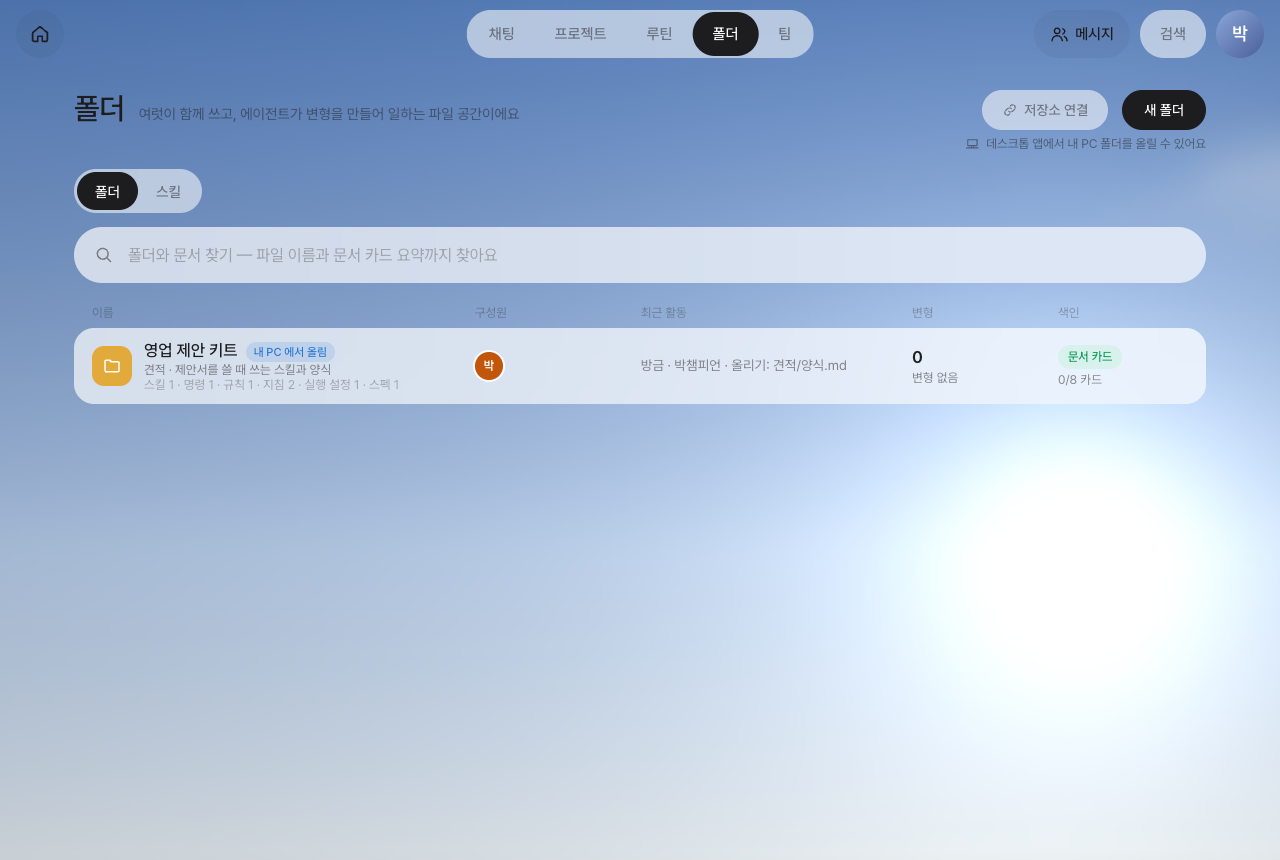 채팅 프로젝트 루틴 폴더 팀 메시지 검색 박
폴더 여럿이 함께 쓰고, 에이전트가 변형을 만들어 일하는 파일 공간이에요
저장소 연결 새 폴더
데스크톱 앱에서 내 PC 폴더를 올릴 수 있어요
폴더 스킬
폴더와 문서 찾기 — 파일 이름과 문서 카드 요약까지 찾아요
이름 구성원 최근 활동 변형 색인
영업 제안 키트 내 PC 에서 올림
견적 · 제안서를 쓸 때 쓰는 스킬과 양식
스킬 1 · 명령 1 · 규칙 1 · 지침 2 · 실행 설정 1 · 스펙 1
박
방금 · 박챔피언 · 올리기: 견적/양식.md
0
변형 없음
문서 카드
0/8 카드